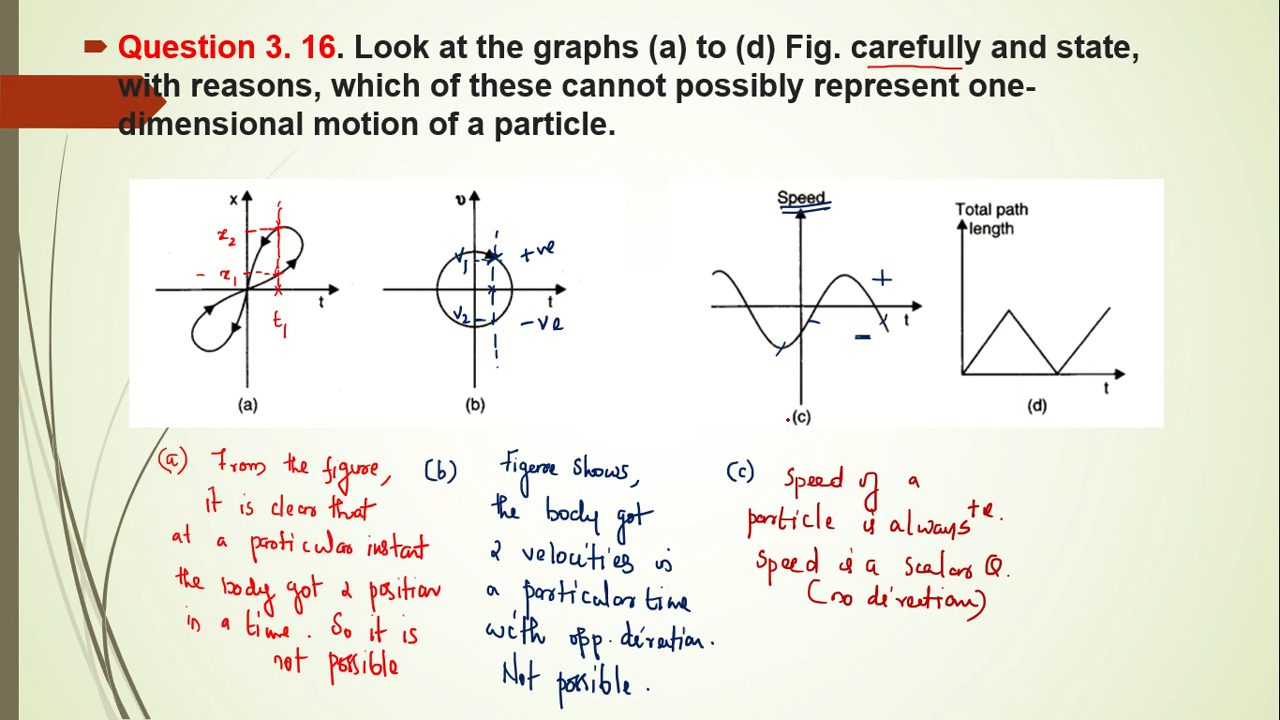 Question 3. 16. Look at the graphs (a) to (d) Fig. carefully and state,
with reasons, which of these cannot possibly represent one-
dimensional motion of a particle.
x
x2
x1
t
t1
(a)
υ
v1
+ve
t
v2
-ve
(b)
Speed
+
t
-
(c)
Total path
length
t
(d)
(a) From the figure,
it is clear that
at a particular instant
the body got 2 position
in a time. So it is
not possible
(b) Figure shows,
the body got
2 velocities in
a particular time
with opp. direction.
Not possible.
(c) Speed of a
particle is always +ve.
Speed is a scalar Q.
(no direction)